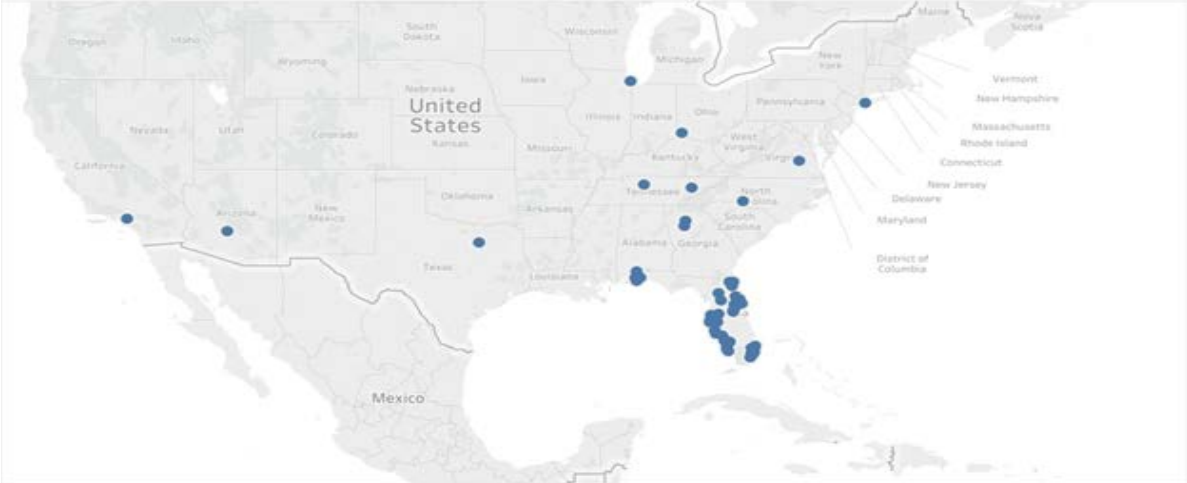 Maine
Nova
Scotia
Oregon
Idaho
South
Dakota
Wisconsin
Wyoming
Michigan
New
York
Vermont
Iowa
Nebraska
United
States
Illinois
Indiana
Ohio
Pennsylvania
New Hampshire
Nevada
Utah
Colorado
Kansas
Missouri
West
Virginia
Massachusetts
Rhode Island
Kentucky
Connecticut
California
Oklahoma
Tennessee
North
New Jersey
Arizona
New
Mexico
Arkansas
South
Carolina
Delaware
Maryland
Alabama
Georgia
Texas
Louisiana
District of
Columbia
Mexico